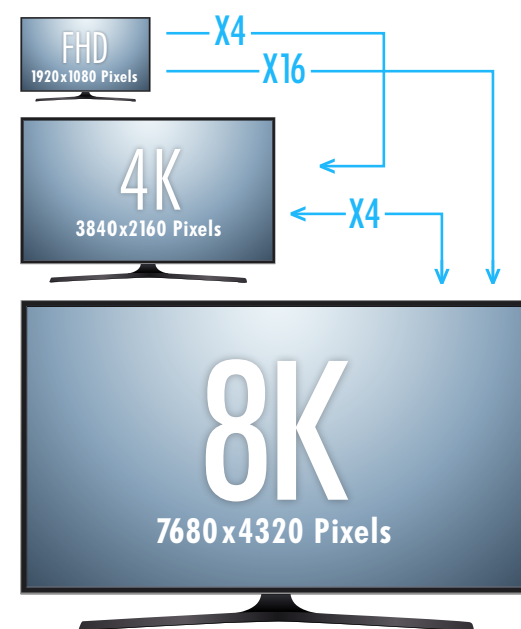 FHD
1920x1080 Pixels
X4
X16
4K
3840x2160 Pixels
X4
8K
7680x4320 Pixels